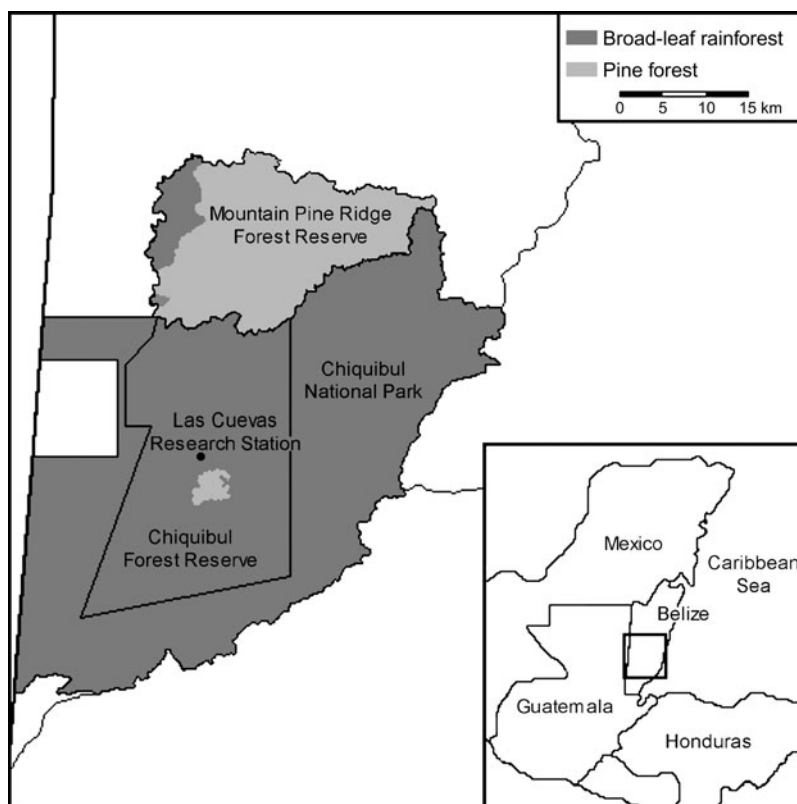 Broad-leaf rainforest
Pine forest
0 5 10 15 km
Mountain Pine Ridge
Forest Reserve
Chiquibul
National Park
Las Cuevas
Research Station
Chiquibul
Forest Reserve
Mexico
Caribbean
Sea
Belize
Guatemala
Honduras